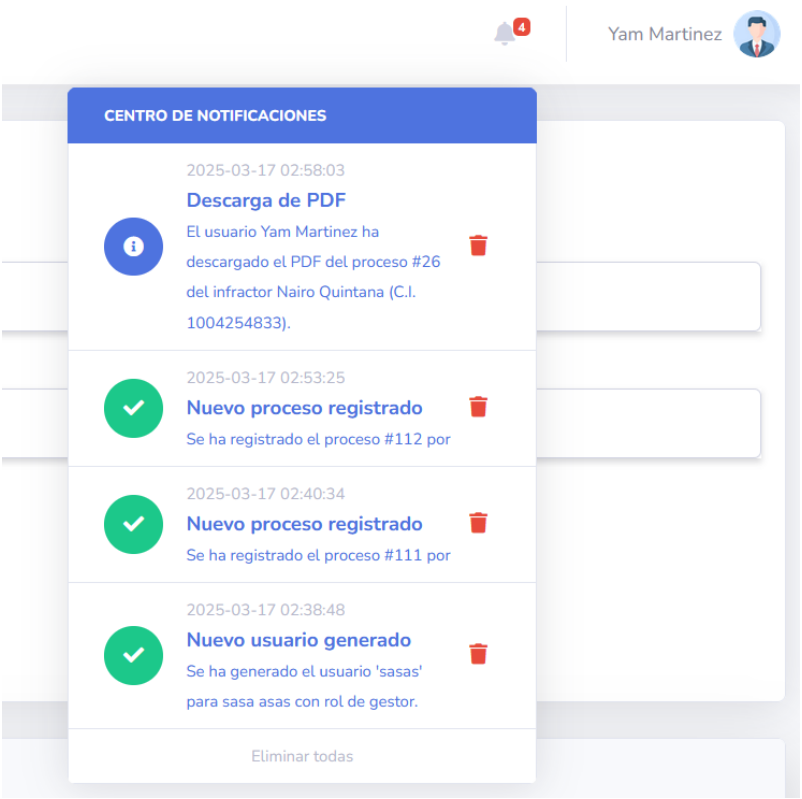 4
Yam Martinez
CENTRO DE NOTIFICACIONES
2025-03-17 02:58:03
Descarga de PDF
El usuario Yam Martinez ha
descargado el PDF del proceso #26
del infractor Nairo Quintana (C.I.
1004254833).
2025-03-17 02:53:25
Nuevo proceso registrado
Se ha registrado el proceso #112 por
2025-03-17 02:40:34
Nuevo proceso registrado
Se ha registrado el proceso #111 por
2025-03-17 02:38:48
Nuevo usuario generado
Se ha generado el usuario 'sasas'
para sasa asas con rol de gestor.
Eliminar todas